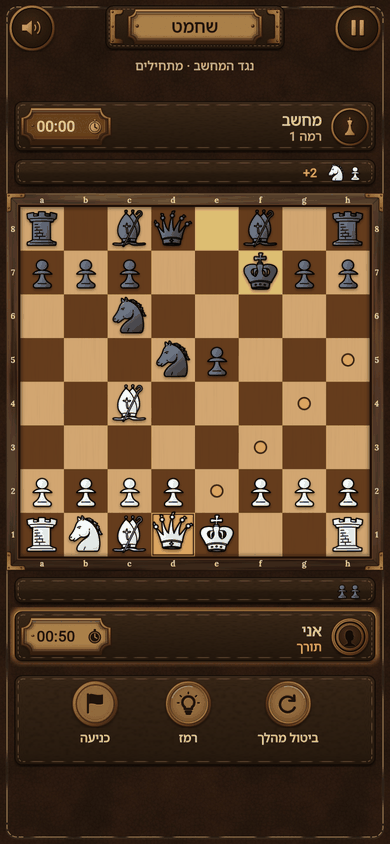 שחמט
נגד המחשב · מתחילים
מחשב
רמה 1
00:00
+2
a b c d e f g h
8 8
7 7
6 6
5 5
4 4
3 3
2 2
1 1
a b c d e f g h
אני
תורך
00:50
ביטול מהלך
רמז
כניעה